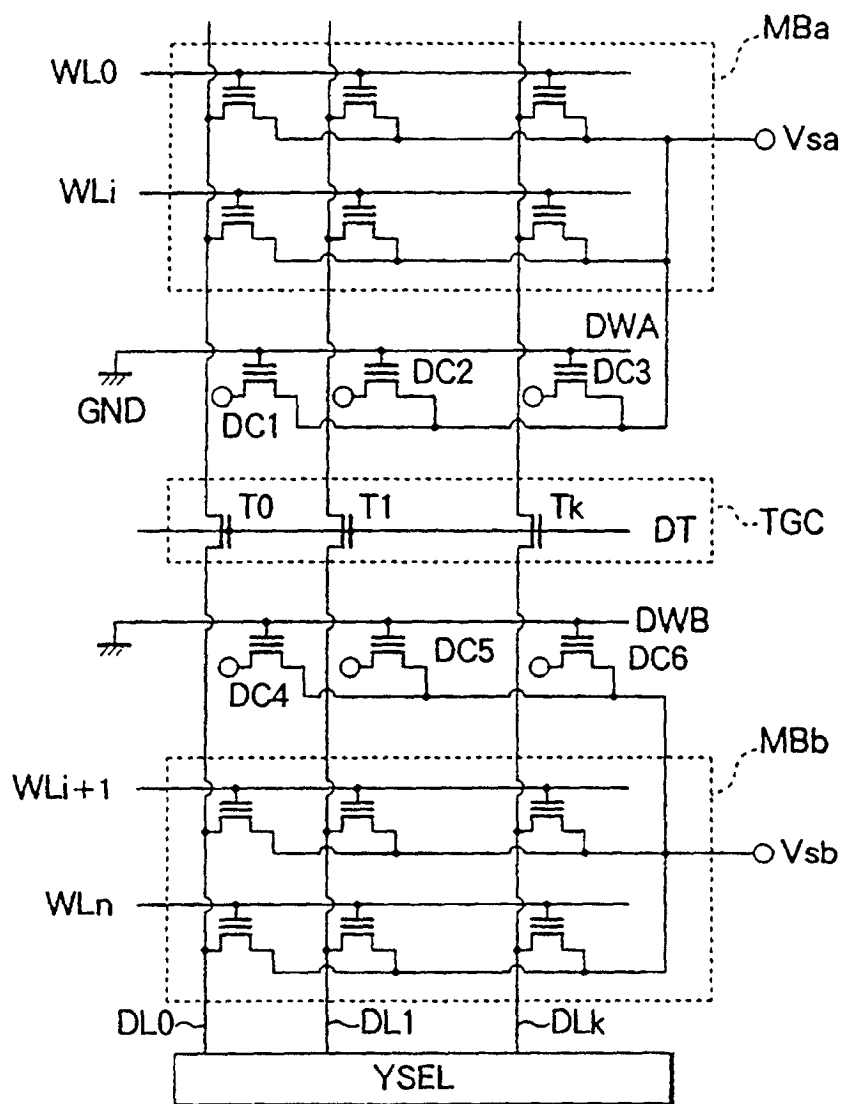 MBa
WL0
Vsa
WLi
DWA
DC2
DC3
GND
DC1
T0
T1
Tk
DT
TGC
DWB
DC5
DC6
DC4
MBb
WLi+1
Vsb
WLn
DL0
DL1
DLk
YSEL